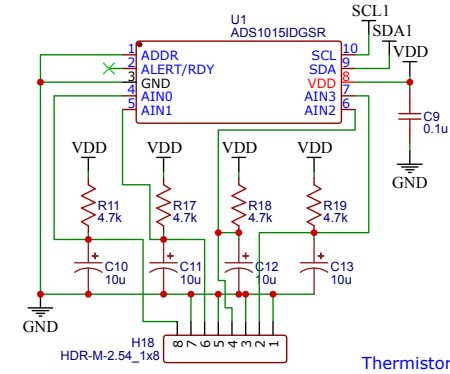 SCL1
U1
ADS1015IDGSR
SDA1
VDD
1 ADDR SCL 10
2 ALERT/RDY SDA 9
3 GND VDD 8
4 AIN0 AIN3 7
5 AIN1 AIN2 6
C9
0.1u
GND
VDD VDD VDD VDD
R11 R17 R18 R19
4.7k 4.7k 4.7k 4.7k
C10 C11 C12 C13
10u 10u 10u 10u
GND
H18
HDR-M-2.54_1x8
8 7 6 5 4 3 2 1
Thermistor